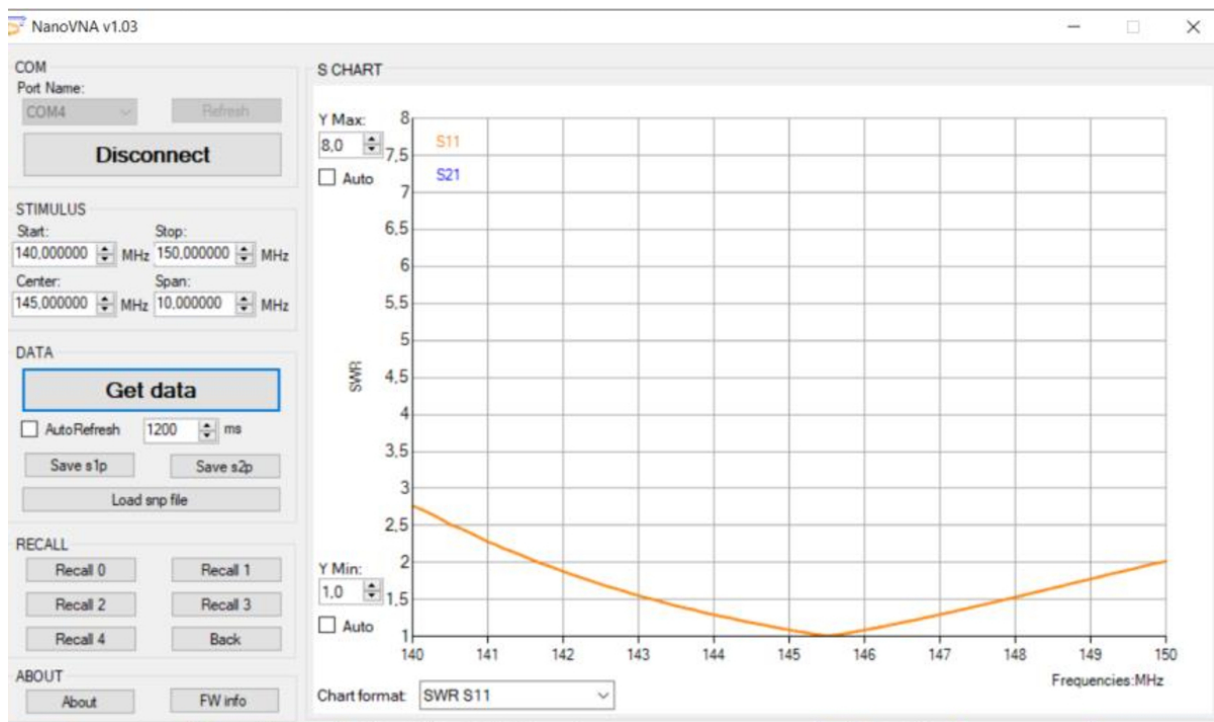 NanoVNA v1.03
COM
Port Name:
COM4
Refresh
Disconnect
STIMULUS
Start:
Stop:
140,000000 MHz 150,000000 MHz
Center:
Span:
145,000000 MHz 10,000000 MHz
DATA
Get data
AutoRefresh 1200 ms
Save s1p
Save s2p
Load snp file
RECALL
Recall 0
Recall 1
Recall 2
Recall 3
Recall 4
Back
ABOUT
About
FW info
S CHART
Y Max:
8,0
Auto
S11
S21
8
7,5
7
6,5
6
5,5
5
4,5
4
3,5
3
2,5
2
1,5
1
SWR
Y Min:
1,0
Auto
140 141 142 143 144 145 146 147 148 149 150
Frequencies:MHz
Chart format: SWR S11